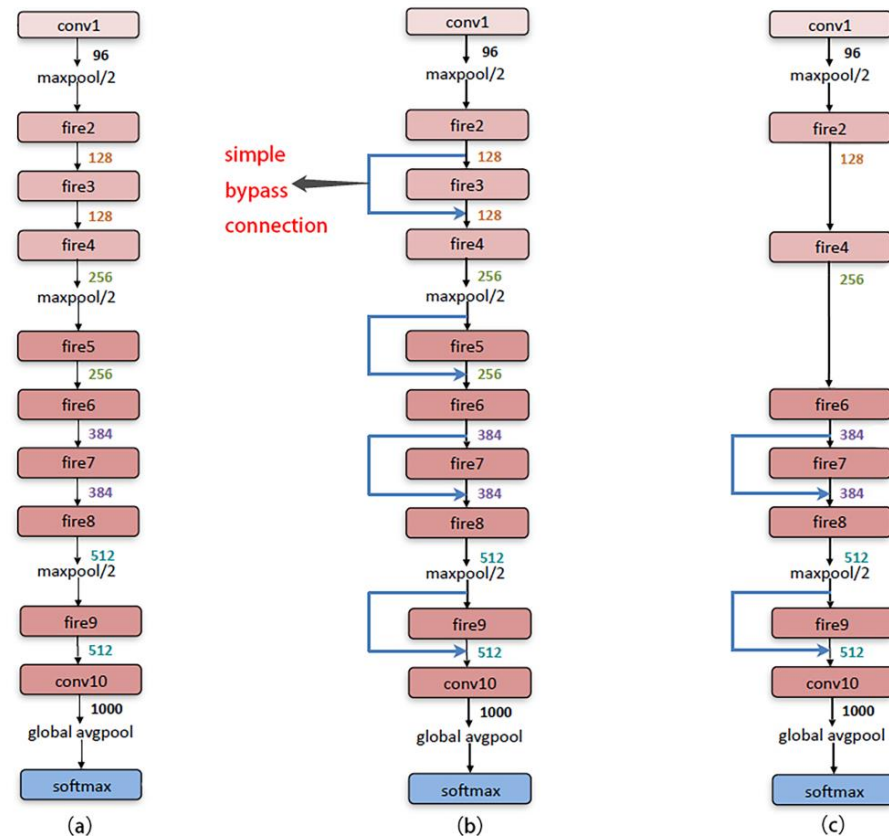 conv1
96
maxpool/2
fire2
128
fire3
128
fire4
256
maxpool/2
fire5
256
fire6
384
fire7
384
fire8
512
maxpool/2
fire9
512
conv10
1000
global avgpool
softmax
(a)
conv1
96
maxpool/2
fire2
simple
bypass
connection
128
fire3
128
fire4
256
maxpool/2
fire5
256
fire6
384
fire7
384
fire8
512
maxpool/2
fire9
512
conv10
1000
global avgpool
softmax
(b)
conv1
96
maxpool/2
fire2
128
fire4
256
fire6
384
fire7
384
fire8
512
maxpool/2
fire9
512
conv10
1000
global avgpool
softmax
(c)